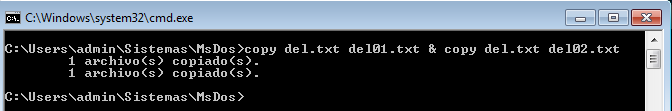 C:\Windows\system32\cmd.exe
C:\Users\admin\Sistemas\MsDos>copy del.txt del01.txt & copy del.txt del02.txt
1 archivo(s) copiado(s).
1 archivo(s) copiado(s).
C:\Users\admin\Sistemas\MsDos>